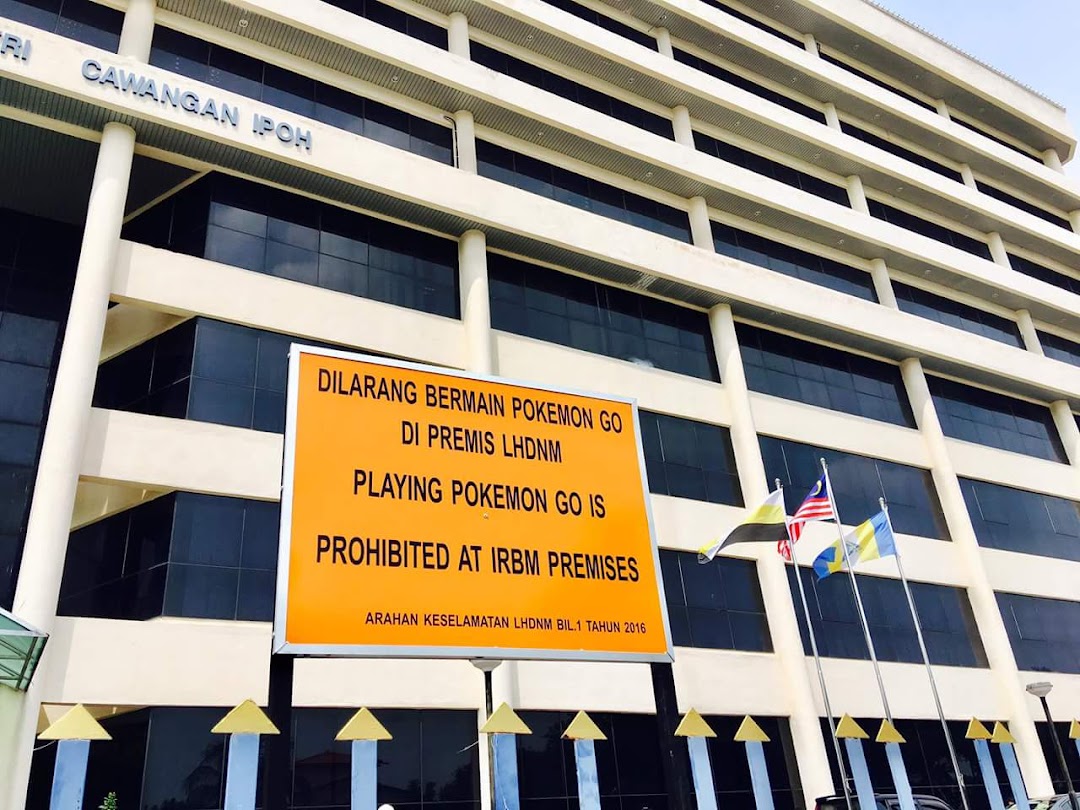 CAWANGAN IPOH
DILARANG BERMAIN POKEMON GO
DI PREMIS LHDNM
PLAYING POKEMON GO IS
PROHIBITED AT IRBM PREMISES
ARAHAN KESELAMATAN LHDNM BIL.1 TAHUN 2016